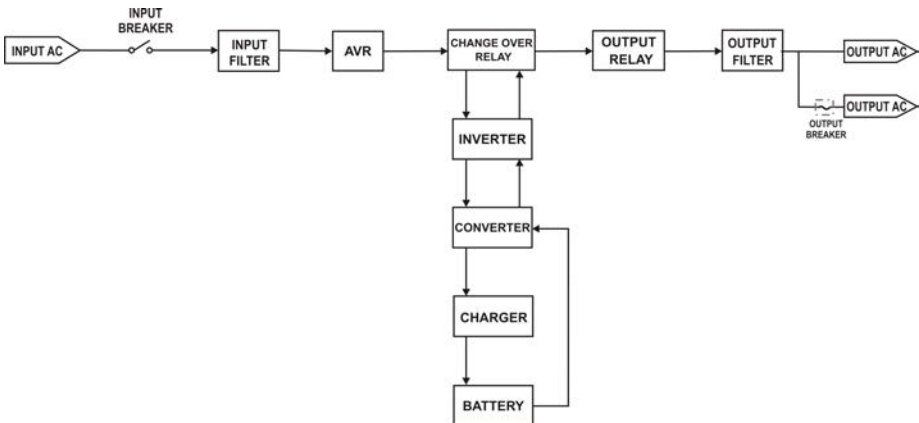 INPUT AC
INPUT
BREAKER
INPUT
FILTER
AVR
CHANGE OVER
RELAY
OUTPUT
RELAY
OUTPUT
FILTER
OUTPUT AC
OUTPUT AC
OUTPUT
BREAKER
INVERTER
CONVERTER
CHARGER
BATTERY